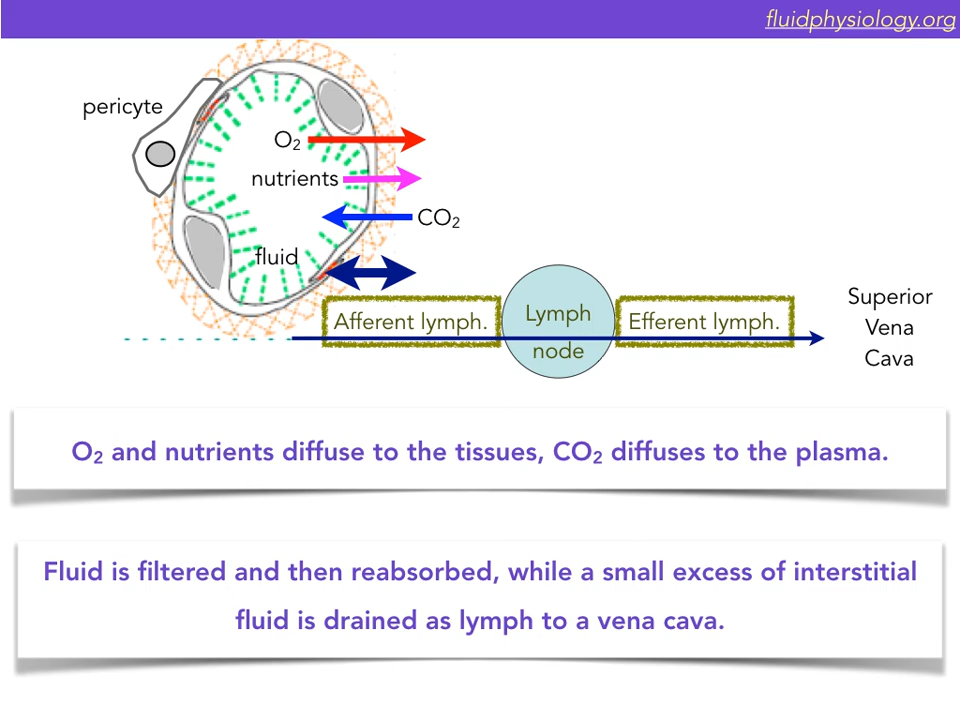 fluidphysiology.org
pericyte
O₂
nutrients
CO₂
fluid
Afferent lymph.
Lymph
node
Efferent lymph.
Superior
Vena
Cava
O₂ and nutrients diffuse to the tissues, CO₂ diffuses to the plasma.
Fluid is filtered and then reabsorbed, while a small excess of interstitial
fluid is drained as lymph to a vena cava.